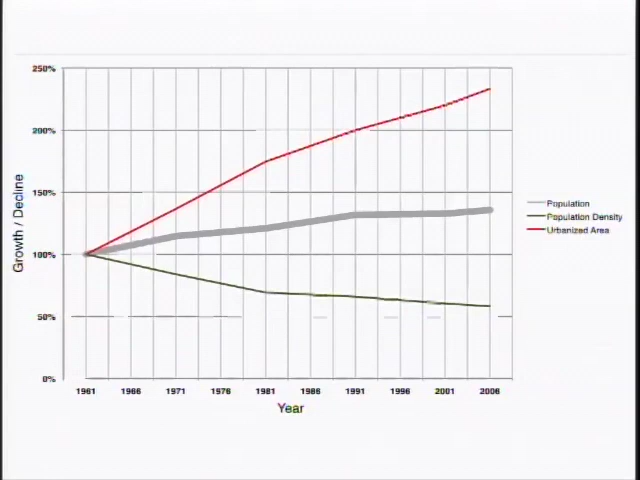 250%
200%
150%
100%
50%
0%
Growth / Decline
1961 1966 1971 1976 1981 1986 1991 1996 2001 2006
Year
Population
Population Density
Urbanized Area